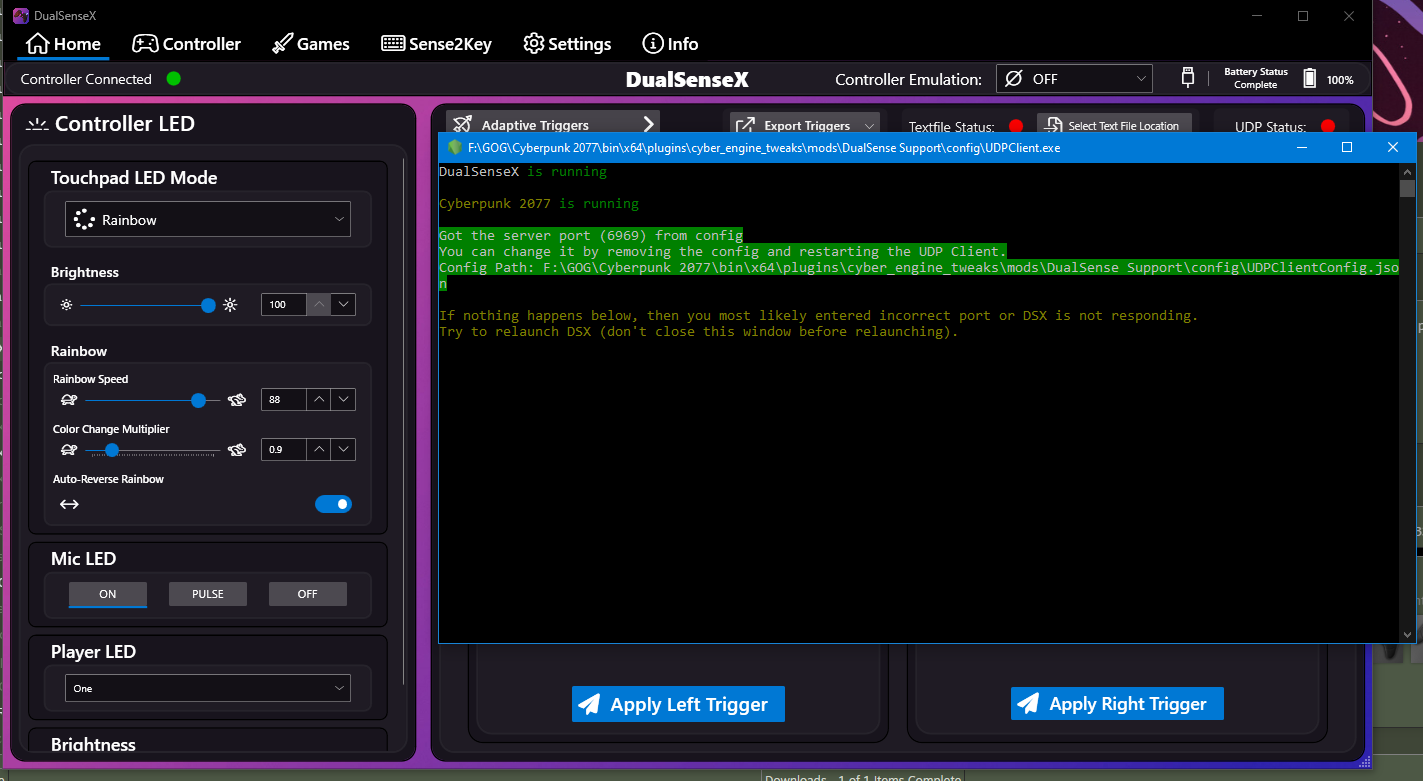 DualSenseX
Home
Controller
Games
Sense2Key
Settings
Info
Controller Connected
DualSenseX
Controller Emulation:
OFF
Battery Status
Complete
100%
Controller LED
Touchpad LED Mode
Rainbow
Brightness
100
Rainbow
Rainbow Speed
88
Color Change Multiplier
0.9
Auto-Reverse Rainbow
Mic LED
ON
PULSE
OFF
Player LED
One
Brightness
Adaptive Triggers
Export Triggers
Textfile Status:
Select Text File Location
UDP Status:
F:\GOG\Cyberpunk 2077\bin\x64\plugins\cyber_engine_tweaks\mods\DualSense Support\config\UDPClient.exe
DualSenseX is running
Cyberpunk 2077 is running
Got the server port (6969) from config
You can change it by removing the config and restarting the UDP Client.
Config Path: F:\GOG\Cyberpunk 2077\bin\x64\plugins\cyber_engine_tweaks\mods\DualSense Support\config\UDPClientConfig.jso
n
If nothing happens below, then you most likely entered incorrect port or DSX is not responding.
Try to relaunch DSX (don't close this window before relaunching).
Apply Left Trigger
Apply Right Trigger
Downloads - 1 of 1 Items Complete